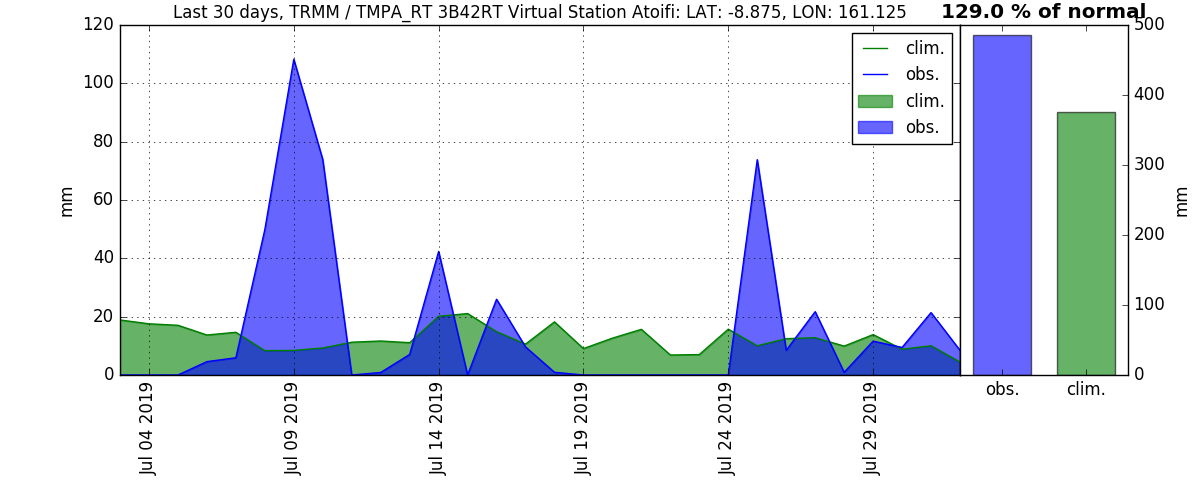 Last 30 days, TRMM / TMPA_RT 3B42RT Virtual Station Atoifi: LAT: -8.875, LON: 161.125
129.0 % of normal
120
100
80
60
40
20
0
mm
clim.
obs.
clim.
obs.
Jul 04 2019
Jul 09 2019
Jul 14 2019
Jul 19 2019
Jul 24 2019
Jul 29 2019
500
400
300
200
100
0
mm
obs.
clim.